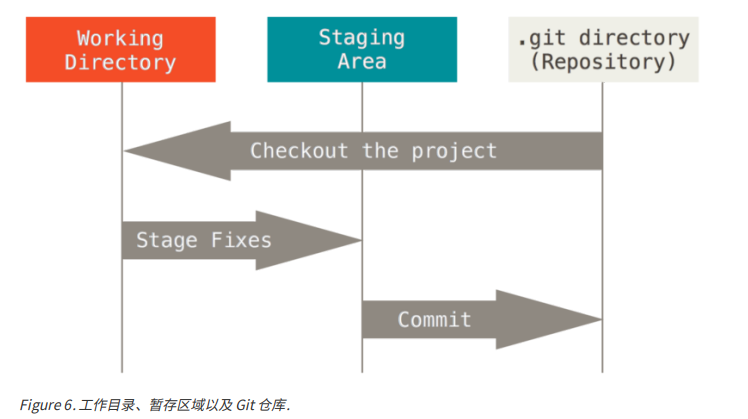 Working
Directory
Staging
Area
.git directory
(Repository)
Checkout the project
Stage Fixes
Commit
Figure 6. 工作目录、暂存区域以及 Git 仓库.